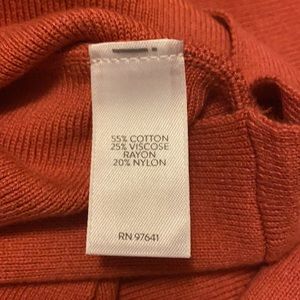 55% COTTON
25% VISCOSE
RAYON
20% NYLON
RN 97641